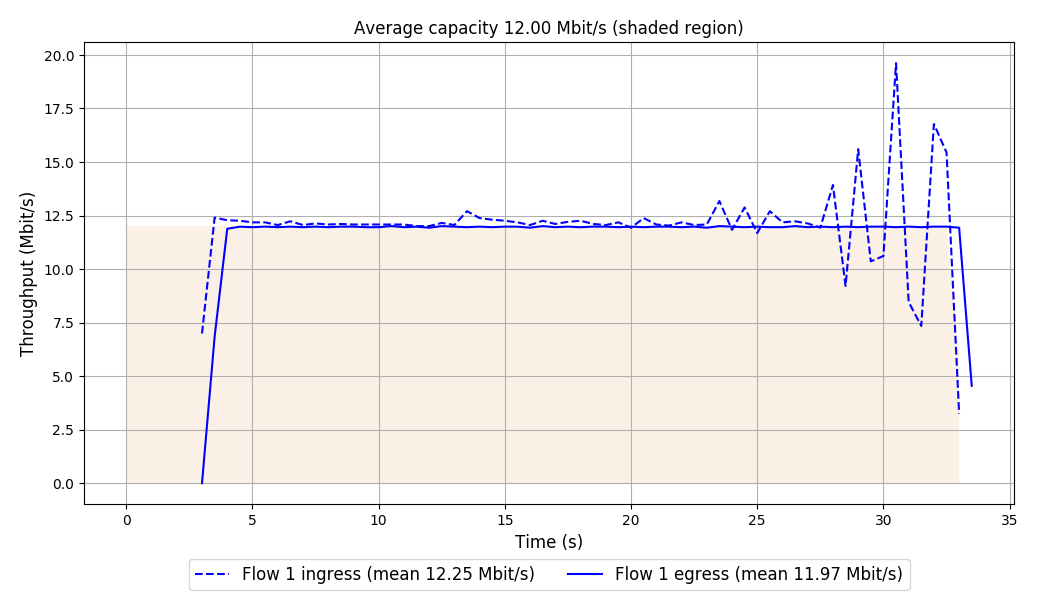 Average capacity 12.00 Mbit/s (shaded region)
Throughput (Mbit/s)
20.0
17.5
15.0
12.5
10.0
7.5
5.0
2.5
0.0
0 5 10 15 20 25 30 35
Time (s)
Flow 1 ingress (mean 12.25 Mbit/s) Flow 1 egress (mean 11.97 Mbit/s)